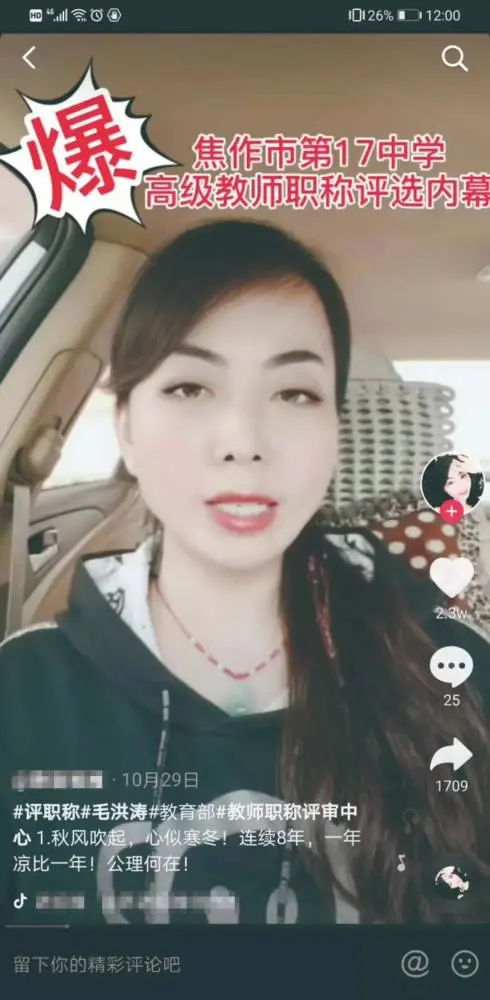 HD 4G 26% 12:00
爆
焦作市第17中学
高级教师职称评选内幕
2.3w
25
1709
· 10月29日
#评职称#毛洪涛#教育部#教师职称评审中
心 1.秋风吹起，心似寒冬！连续8年，一年
凉比一年！公理何在！
留下你的精彩评论吧